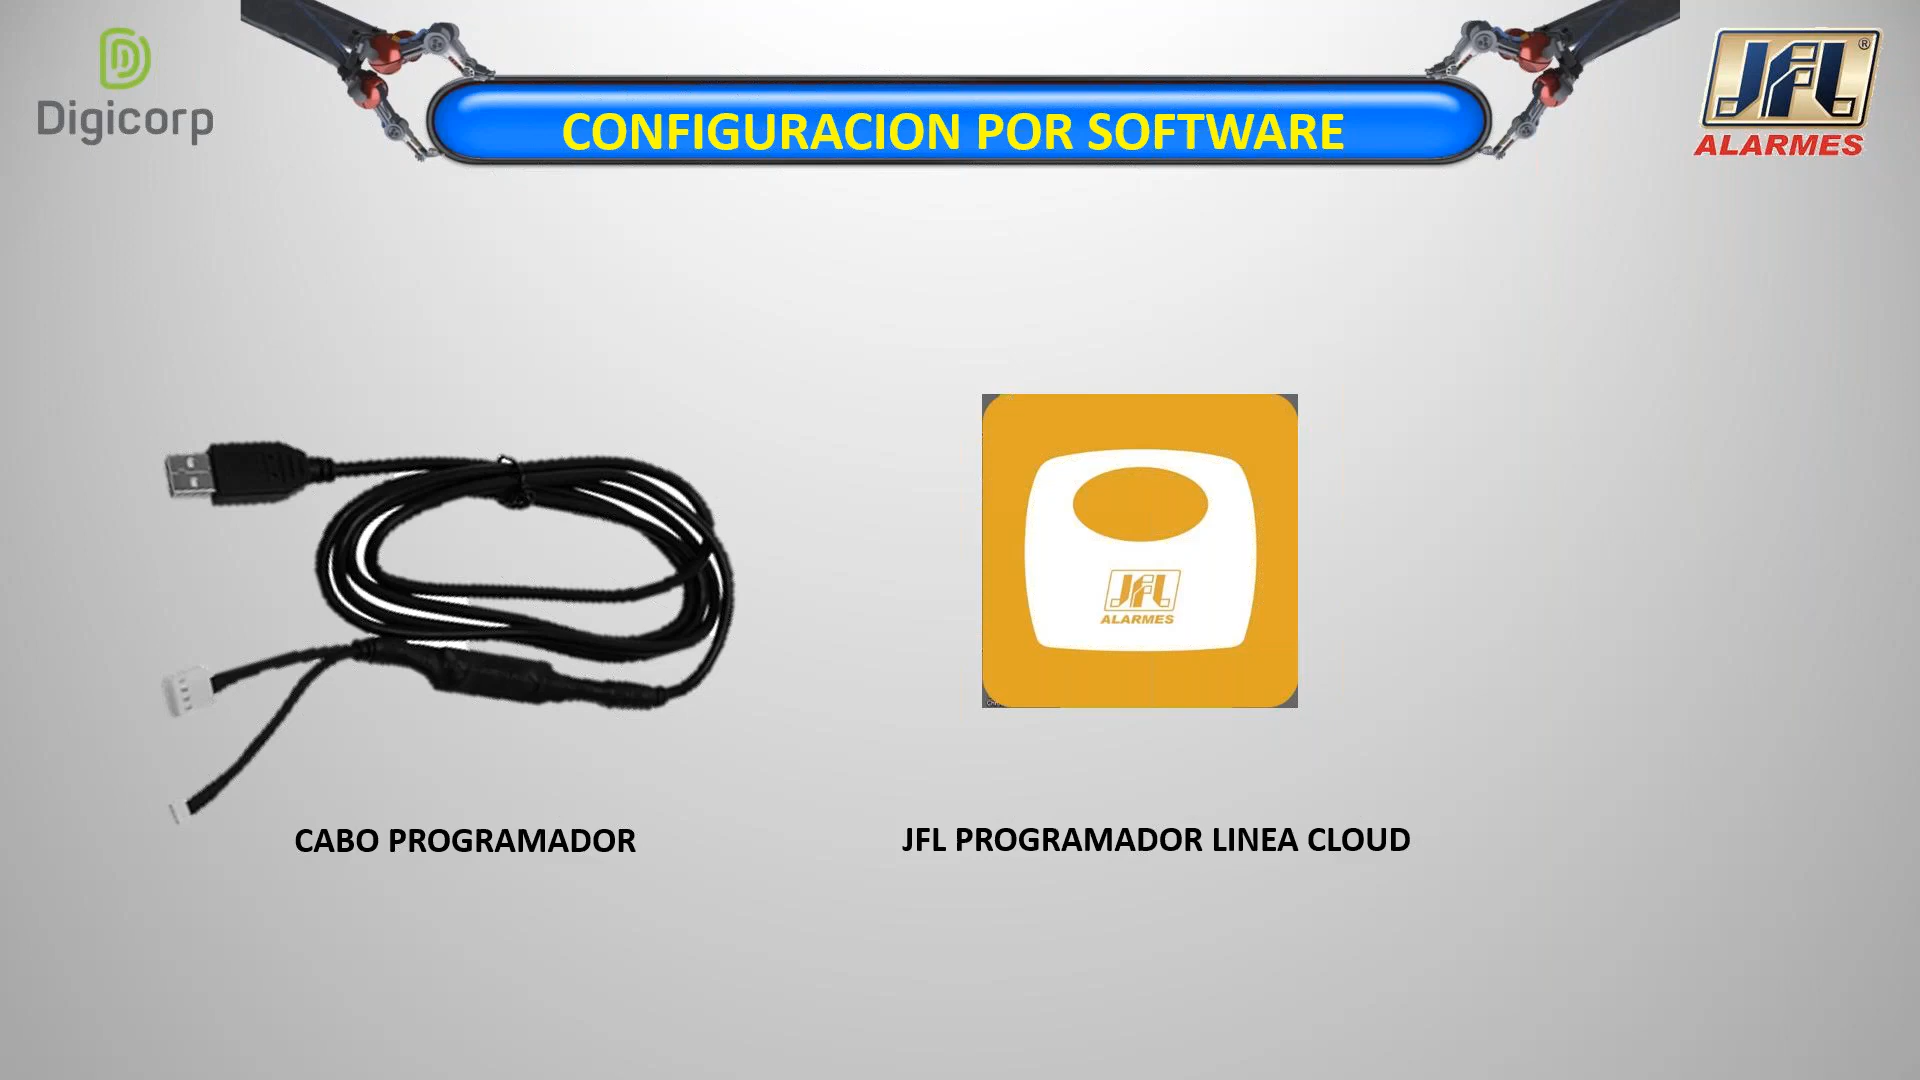 Digicorp
CONFIGURACION POR SOFTWARE
JFL®
ALARMES
JFL
ALARMES
CABO PROGRAMADOR
JFL PROGRAMADOR LINEA CLOUD